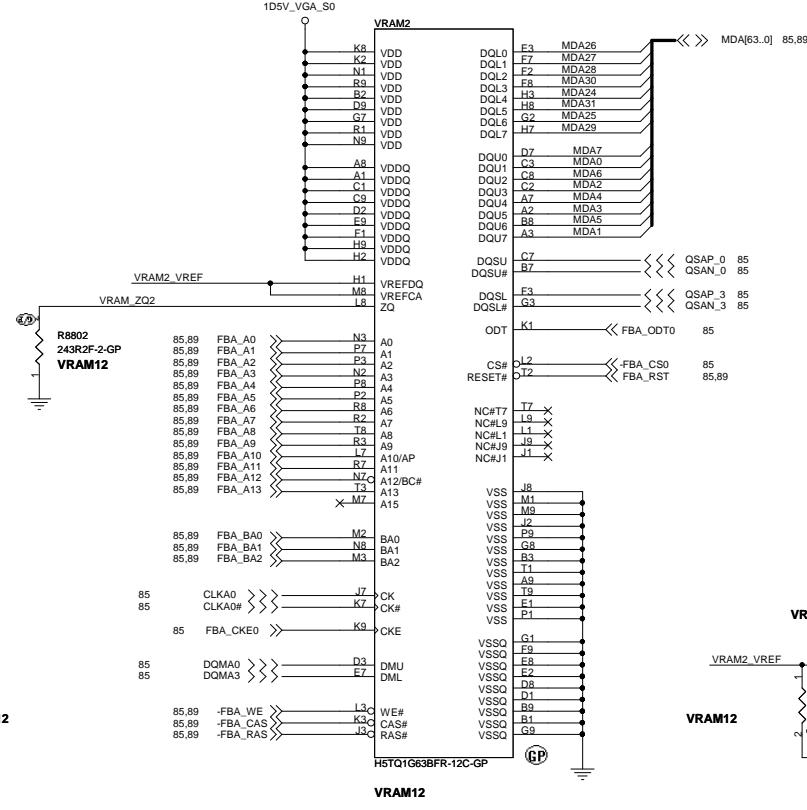 1D5V_VGA_S0
VRAM2
K8 VDD
K2 VDD
N1 VDD
R9 VDD
B2 VDD
D9 VDD
G7 VDD
R1 VDD
N9 VDD
A8 VDDQ
A1 VDDQ
C1 VDDQ
C9 VDDQ
D2 VDDQ
E9 VDDQ
F1 VDDQ
H9 VDDQ
H2 VDDQ
VRAM2_VREF H1 VREFDQ
M8 VREFCA
VRAM_ZQ2 L8 ZQ
R8802
243R2F-2-GP
VRAM12
1
85,89 FBA_A0 N3 A0
85,89 FBA_A1 P7 A1
85,89 FBA_A2 P3 A2
85,89 FBA_A3 N2 A3
85,89 FBA_A4 P8 A4
85,89 FBA_A5 P2 A5
85,89 FBA_A6 R8 A6
85,89 FBA_A7 R2 A7
85,89 FBA_A8 T8 A8
85,89 FBA_A9 R3 A9
85,89 FBA_A10 L7 A10/AP
85,89 FBA_A11 R7 A11
85,89 FBA_A12 N7 A12/BC#
85,89 FBA_A13 T3 A13
M7 A15
85,89 FBA_BA0 M2 BA0
85,89 FBA_BA1 N8 BA1
85,89 FBA_BA2 M3 BA2
85 CLKA0 J7 CK
85 CLKA0# K7 CK#
85 FBA_CKE0 K9 CKE
85 DQMA0 D3 DMU
85 DQMA3 E7 DML
85,89 -FBA_WE L3 WE#
85,89 -FBA_CAS K3 CAS#
85,89 -FBA_RAS J3 RAS#
DQL0 E3 MDA26
DQL1 F7 MDA27
DQL2 F2 MDA28
DQL3 F8 MDA30
DQL4 H3 MDA24
DQL5 H8 MDA31
DQL6 G2 MDA25
DQL7 H7 MDA29
MDA[63..0] 85,89
DQU0 D7 MDA7
DQU1 C3 MDA0
DQU2 C8 MDA6
DQU3 C2 MDA2
DQU4 A7 MDA4
DQU5 A2 MDA3
DQU6 B8 MDA5
DQU7 A3 MDA1
DQSU C7 QSAP_0 85
DQSU# B7 QSAN_0 85
DQSL F3 QSAP_3 85
DQSL# G3 QSAN_3 85
ODT K1 FBA_ODT0 85
CS# L2 -FBA_CS0 85
RESET# T2 FBA_RST 85,89
NC#T7 T7
NC#L9 L9
NC#L1 L1
NC#J9 J9
NC#J1 J1
VSS J8
VSS M1
VSS M9
VSS J2
VSS P9
VSS G8
VSS B3
VSS T1
VSS A9
VSS T9
VSS E1
VSS P1
VSSQ G1
VSSQ F9
VSSQ E8
VSSQ E2
VSSQ D8
VSSQ D1
VSSQ B9
VSSQ B1
VSSQ G9
H5TQ1G63BFR-12C-GP
GP
VRAM12
VR
VRAM2_VREF
1
VRAM12
2
2